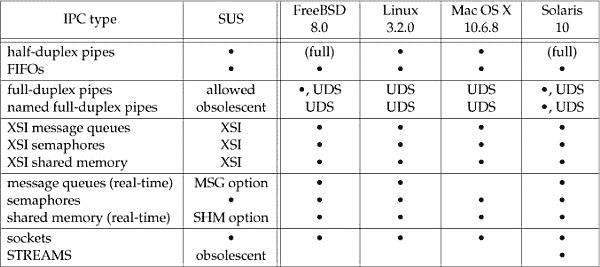 IPC type SUS FreeBSD 8.0 Linux 3.2.0 Mac OS X 10.6.8 Solaris 10
half-duplex pipes • (full) • • (full)
FIFOs • • • • •
full-duplex pipes allowed •, UDS UDS UDS •, UDS
named full-duplex pipes obsolescent UDS UDS UDS •, UDS
XSI message queues XSI • • • •
XSI semaphores XSI • • • •
XSI shared memory XSI • • • •
message queues (real-time) MSG option • • •
semaphores • • • • •
shared memory (real-time) SHM option • • • •
sockets • • • • •
STREAMS obsolescent •